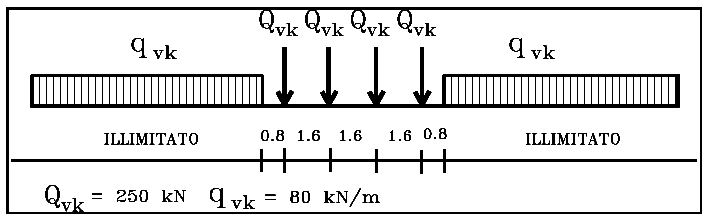 Qvk Qvk Qvk Qvk
qvk qvk
ILLIMITATO 0.8 1.6 1.6 1.6 0.8 ILLIMITATO
Qvk = 250 kN qvk = 80 kN/m